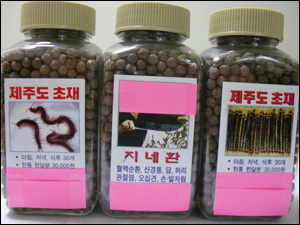 제주도 초재
• 아침, 저녁, 식후 30개
• 한통 한달분 30,000원
지네환
혈액순환, 신경통, 담, 허리
관절염, 오십견, 손·발저림
제주도 초재
• 아침, 저녁, 식후 30개
• 한통 한달분 30,000원